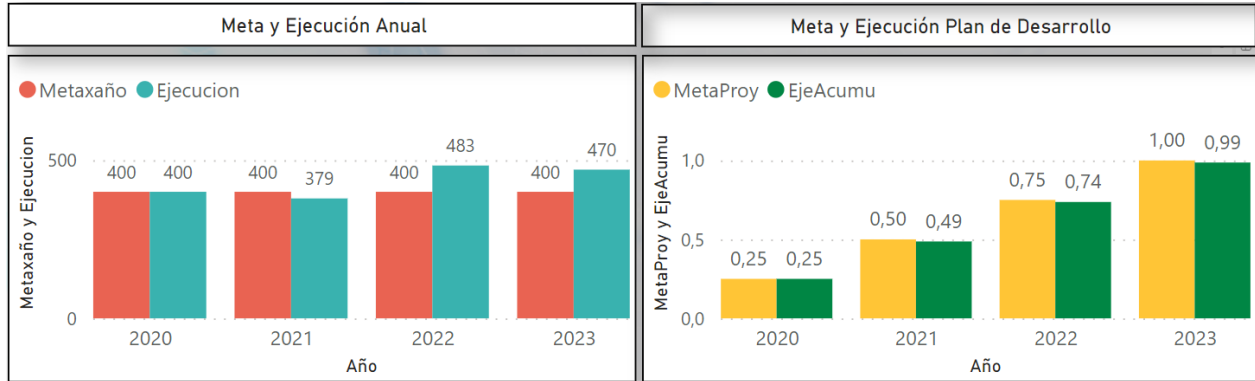 Meta y Ejecución Anual
Metaxaño Ejecucion
Metaxaño y Ejecucion
500
0
400 400 400 379 400 483 400 470
2020 2021 2022 2023
Año
Meta y Ejecución Plan de Desarrollo
MetaProy EjeAcumu
MetaProy y EjeAcumu
1,0
0,5
0,0
0,25 0,25 0,50 0,49 0,75 0,74 1,00 0,99
2020 2021 2022 2023
Año